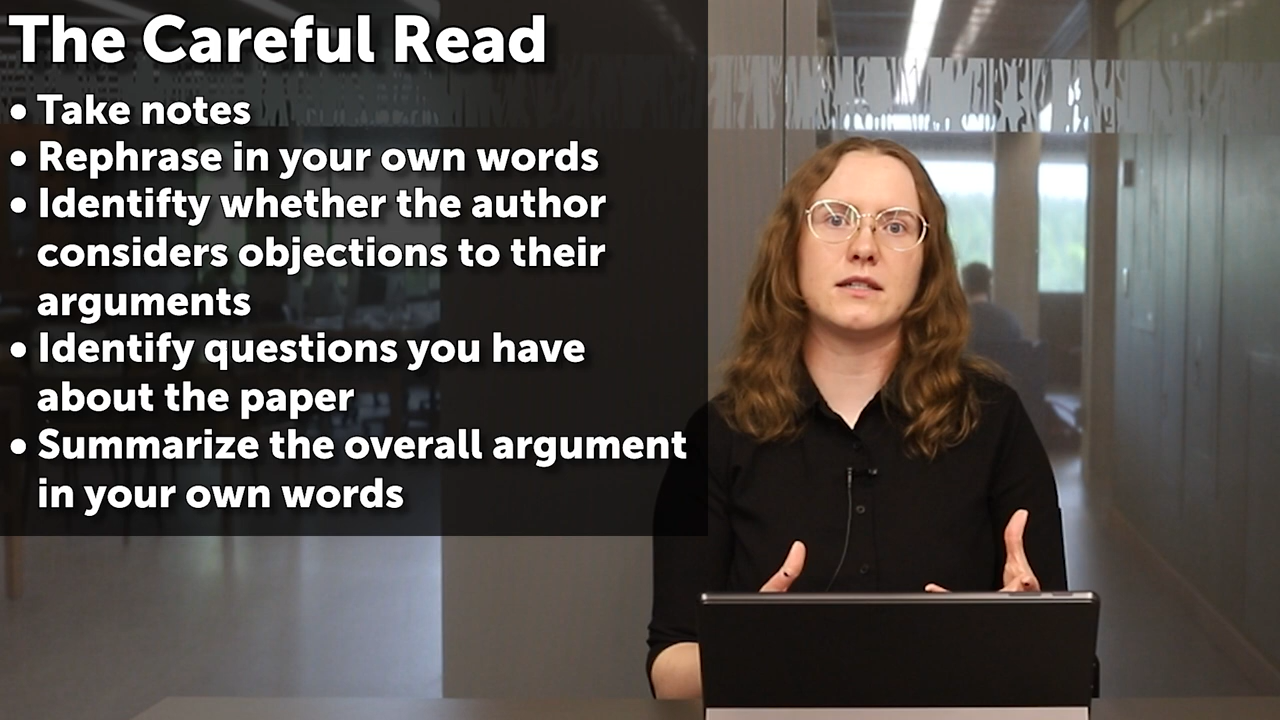 The Careful Read
• Take notes
• Rephrase in your own words
• Identifty whether the author
considers objections to their
arguments
• Identify questions you have
about the paper
• Summarize the overall argument
in your own words